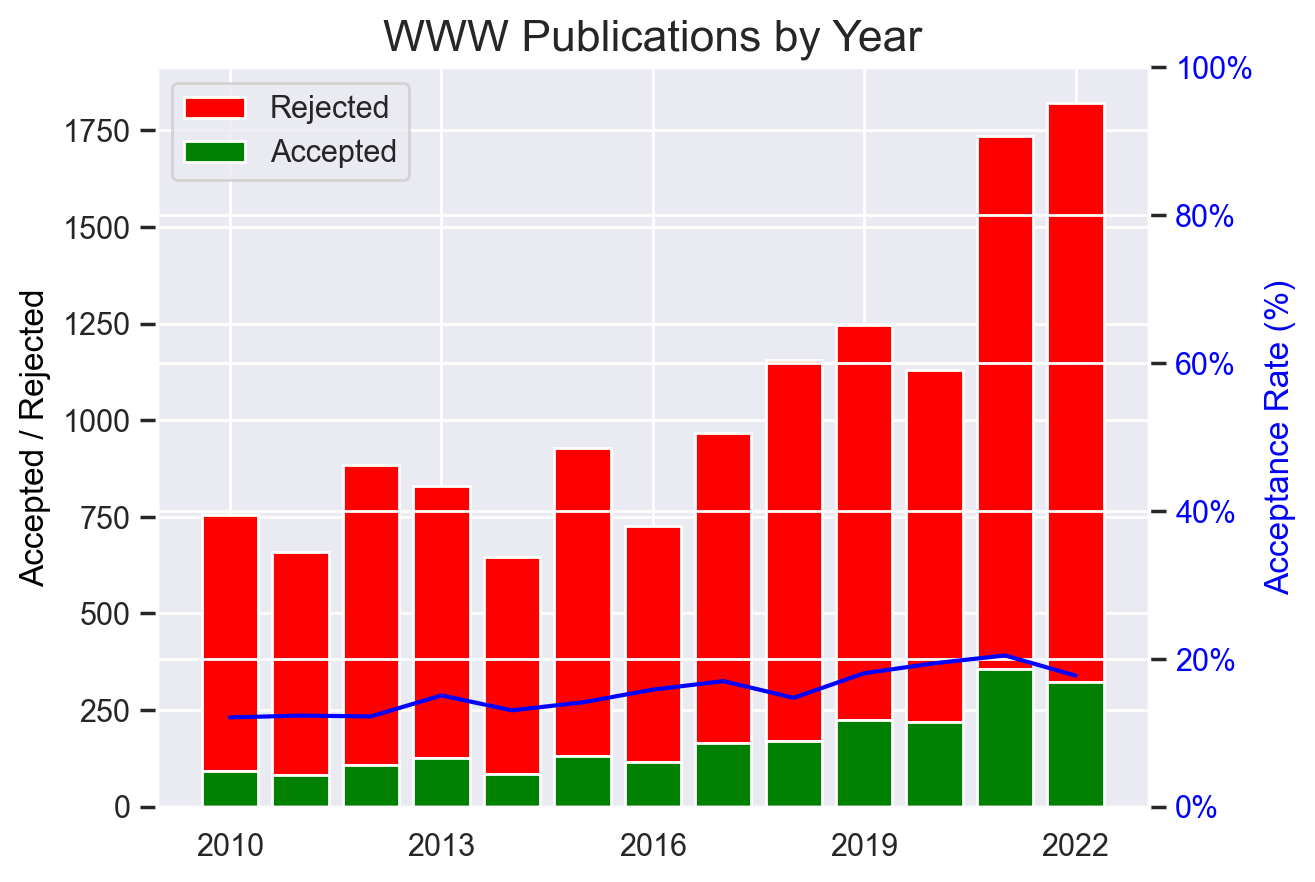 WWW Publications by Year
Rejected
Accepted
Accepted / Rejected
1750
1500
1250
1000
750
500
250
0
100%
80%
60%
40%
20%
0%
Acceptance Rate (%)
2010 2013 2016 2019 2022